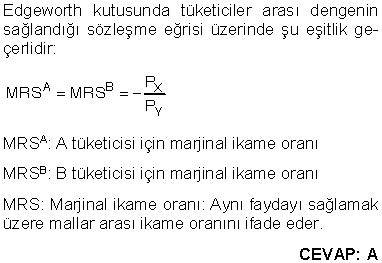 Edgeworth kutusunda tüketiciler arası dengenin
sağlandığı sözleşme eğrisi üzerinde şu eşitlik ge-
çerlidir:
MRS^A = MRS^B = -P_X/P_Y
MRS^A: A tüketicisi için marjinal ikame oranı
MRS^B: B tüketicisi için marjinal ikame oranı
MRS: Marjinal ikame oranı: Aynı faydayı sağlamak
üzere mallar arası ikame oranını ifade eder.
CEVAP: A